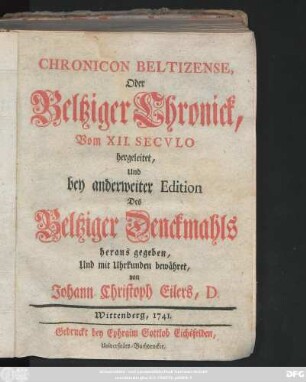 CHRONICON BELTIZENSE,
Oder
Beltziger Chronick,
Vom XII. SECVLO
hergeleitet,
Und
bey anderweiter Edition
Des
Beltziger Denckmahls
heraus gegeben,
Und mit Uhrkunden bewähret,
von
Johann Christoph Eilers, D.
Wittenberg, 1741.
Gedruckt bey Ephraim Gottlob Eichsfelden,
Universitäts-Buchdrucker.